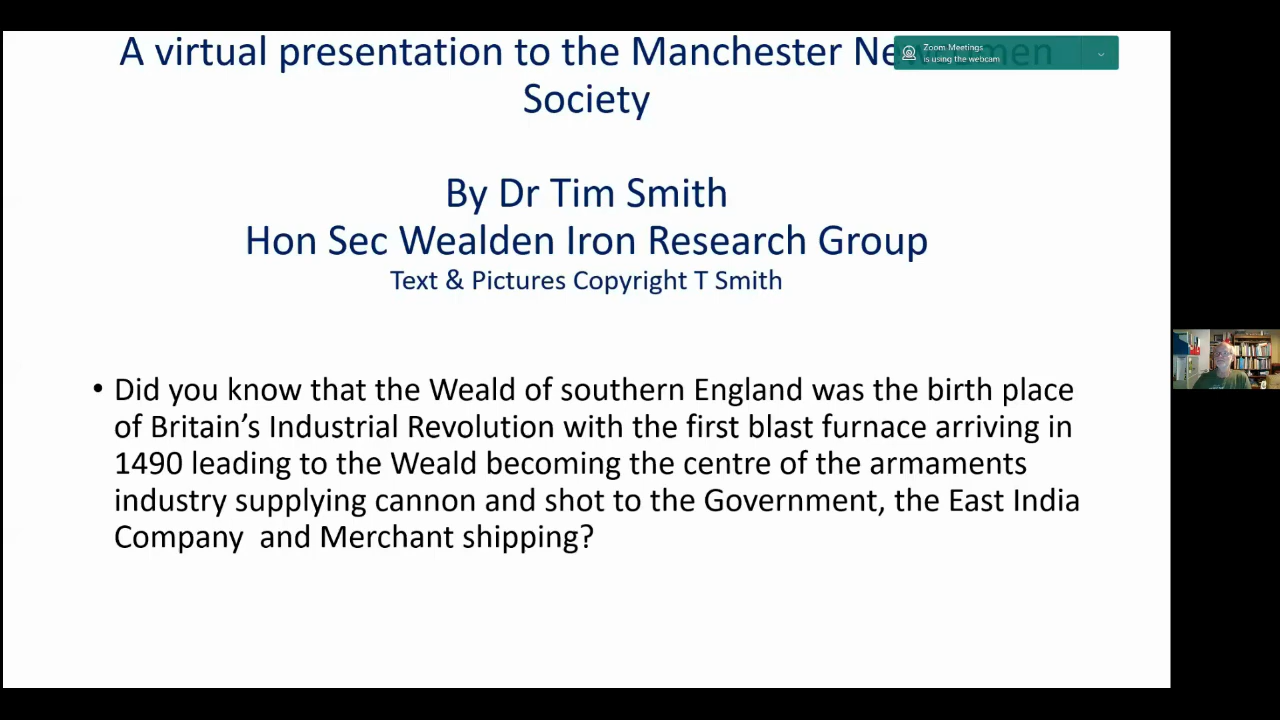 A virtual presentation to the Manchester
Society
Zoom Meetings
is using the webcam
By Dr Tim Smith
Hon Sec Wealden Iron Research Group
Text & Pictures Copyright T Smith
• Did you know that the Weald of southern England was the birth place
of Britain’s Industrial Revolution with the first blast furnace arriving in
1490 leading to the Weald becoming the centre of the armaments
industry supplying cannon and shot to the Government, the East India
Company  and Merchant shipping?